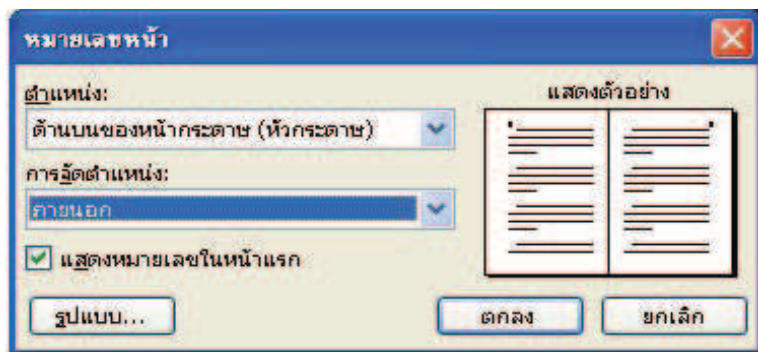 หมายเลขหน้า
ตำแหน่ง:
ด้านบนของหน้ากระดาษ (หัวกระดาษ)
การจัดตำแหน่ง:
ภายนอก
แสดงหมายเลขในหน้าแรก
รูปแบบ...
แสดงตัวอย่าง
ตกลง
ยกเลิก